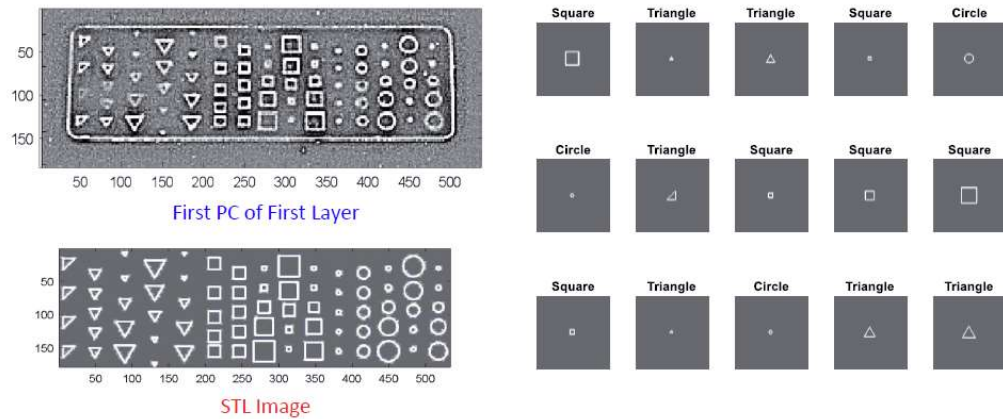 50
100
150
50 100 150 200 250 300 350 400 450 500
First PC of First Layer
50
100
150
50 100 150 200 250 300 350 400 450 500
STL Image
Square Triangle Triangle Square Circle
Circle Triangle Square Square Square
Square Triangle Circle Triangle Triangle